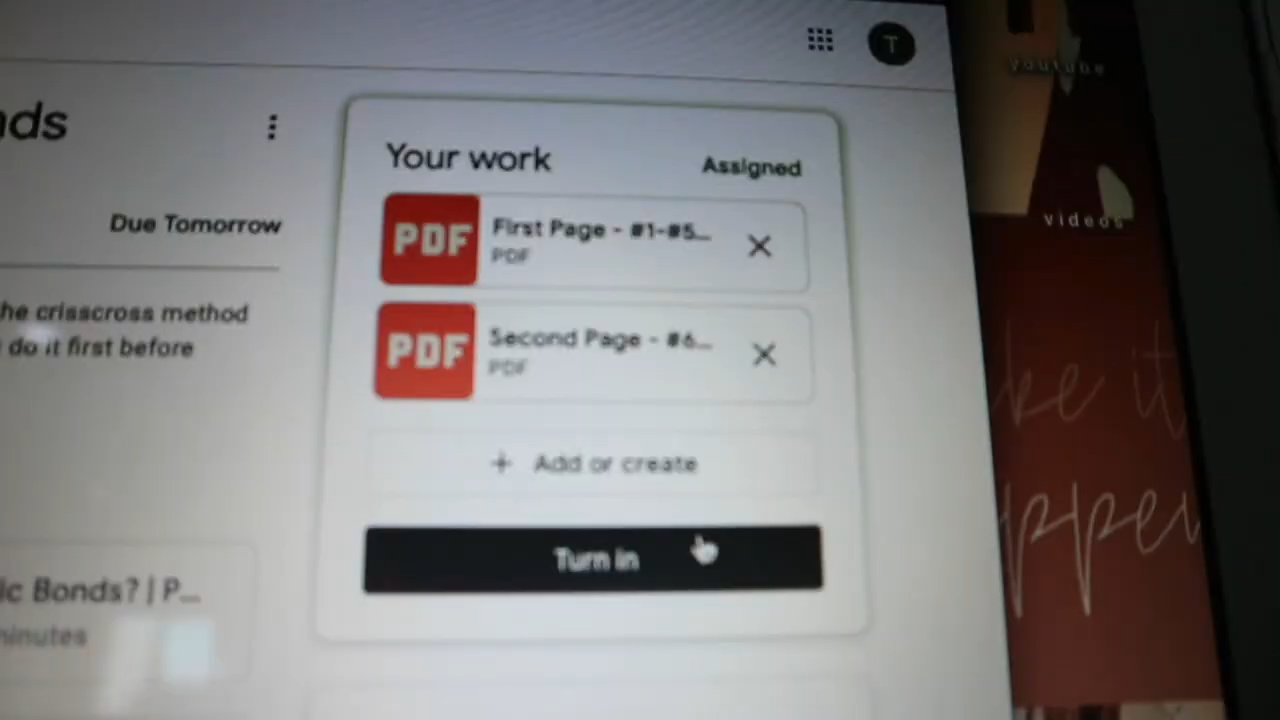 T
youtube
nds
Your work
Assigned
videos
Due Tomorrow
PDF
First Page - #1-#5...
PDF
he crisscross method
do it first before
PDF
Second Page - #6...
PDF
+ Add or create
Turn in
ic Bonds? | P...
minutes